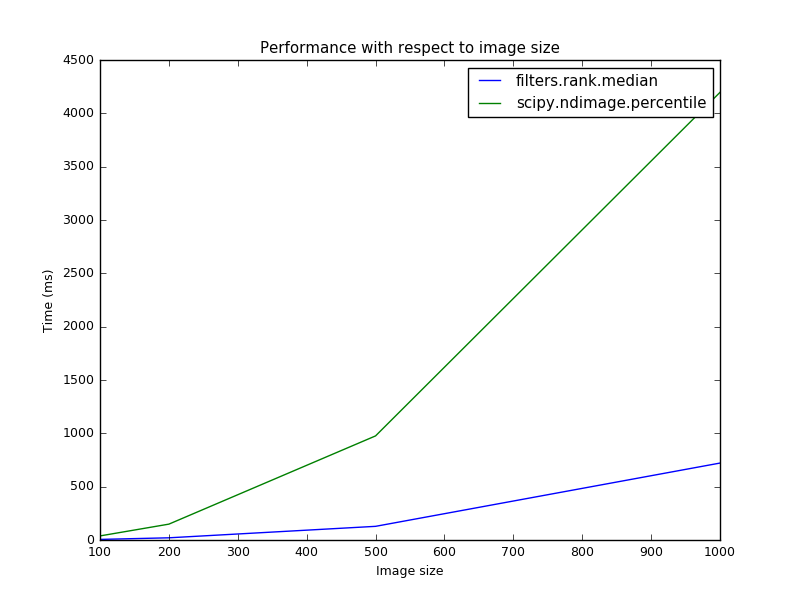 Performance with respect to image size
filters.rank.median
scipy.ndimage.percentile
4500
4000
3500
3000
2500
2000
1500
1000
500
0
Time (ms)
100 200 300 400 500 600 700 800 900 1000
Image size